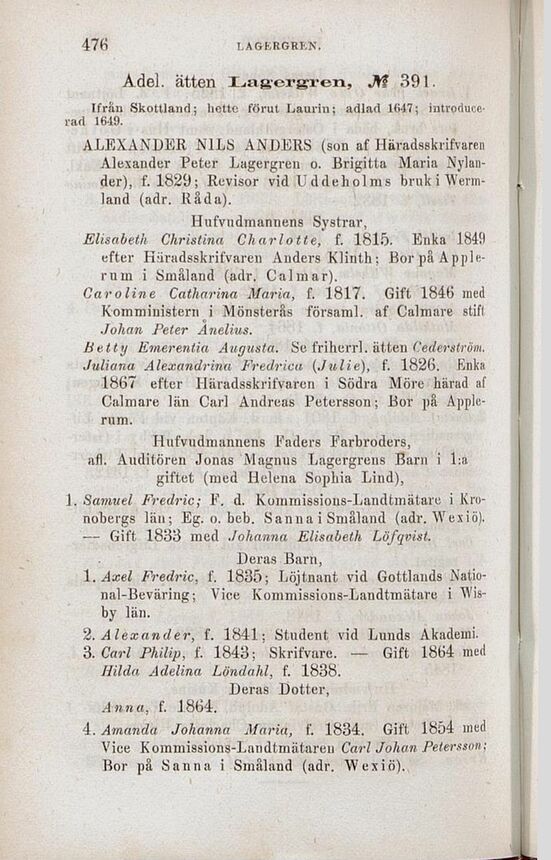 476
LAGERGREN.
Adel. ätten Lagergren, № 391.
Ifrån Skottland; hette förut Laurin; adlad 1647; introduce-
rad 1649.
ALEXANDER NILS ANDERS (son af Häradsskrifvaren
Alexander Peter Lagergren o. Brigitta Maria Nylan-
der), f. 1829; Revisor vid Uddeholms bruk i Werm-
land (adr. Råda).
Hufvudmannens Systrar,
Elisabeth Christina Charlotte, f. 1815. Enka 1849
efter Häradsskrifvaren Anders Klinth; Bor på Apple-
rum i Småland (adr. Calmar).
Caroline Catharina Maria, f. 1817. Gift 1846 med
Komministern i Mönsterås församl. af Calmare stift
Johan Peter Ånelius.
Betty Emerentia Augusta. Se friherrl. ätten Cederström.
Juliana Alexandrina Fredrica (Julie), f. 1826. Enka
1867 efter Häradsskrifvaren i Södra Möre härad af
Calmare län Carl Andreas Petersson; Bor på Apple-
rum.
Hufvudmannens Faders Farbroders,
afl. Auditören Jonas Magnus Lagergrens Barn i 1:a
giftet (med Helena Sophia Lind),
1. Samuel Fredric; F. d. Kommissions-Landtmätare i Kro-
nobergs län; Eg. o. beb. Sanna i Småland (adr. Wexiö).
— Gift 1833 med Johanna Elisabeth Löfqvist.
Deras Barn,
1. Axel Fredric, f. 1835; Löjtnant vid Gottlands Natio-
nal-Beväring; Vice Kommissions-Landtmätare i Wis-
by län.
2. Alexander, f. 1841; Student vid Lunds Akademi.
3. Carl Philip, f. 1843; Skrifvare. — Gift 1864 med
Hilda Adelina Löndahl, f. 1838.
Deras Dotter,
Anna, f. 1864.
4. Amanda Johanna Maria, f. 1834. Gift 1854 med
Vice Kommissions-Landtmätaren Carl Johan Petersson;
Bor på Sanna i Småland (adr. Wexiö).